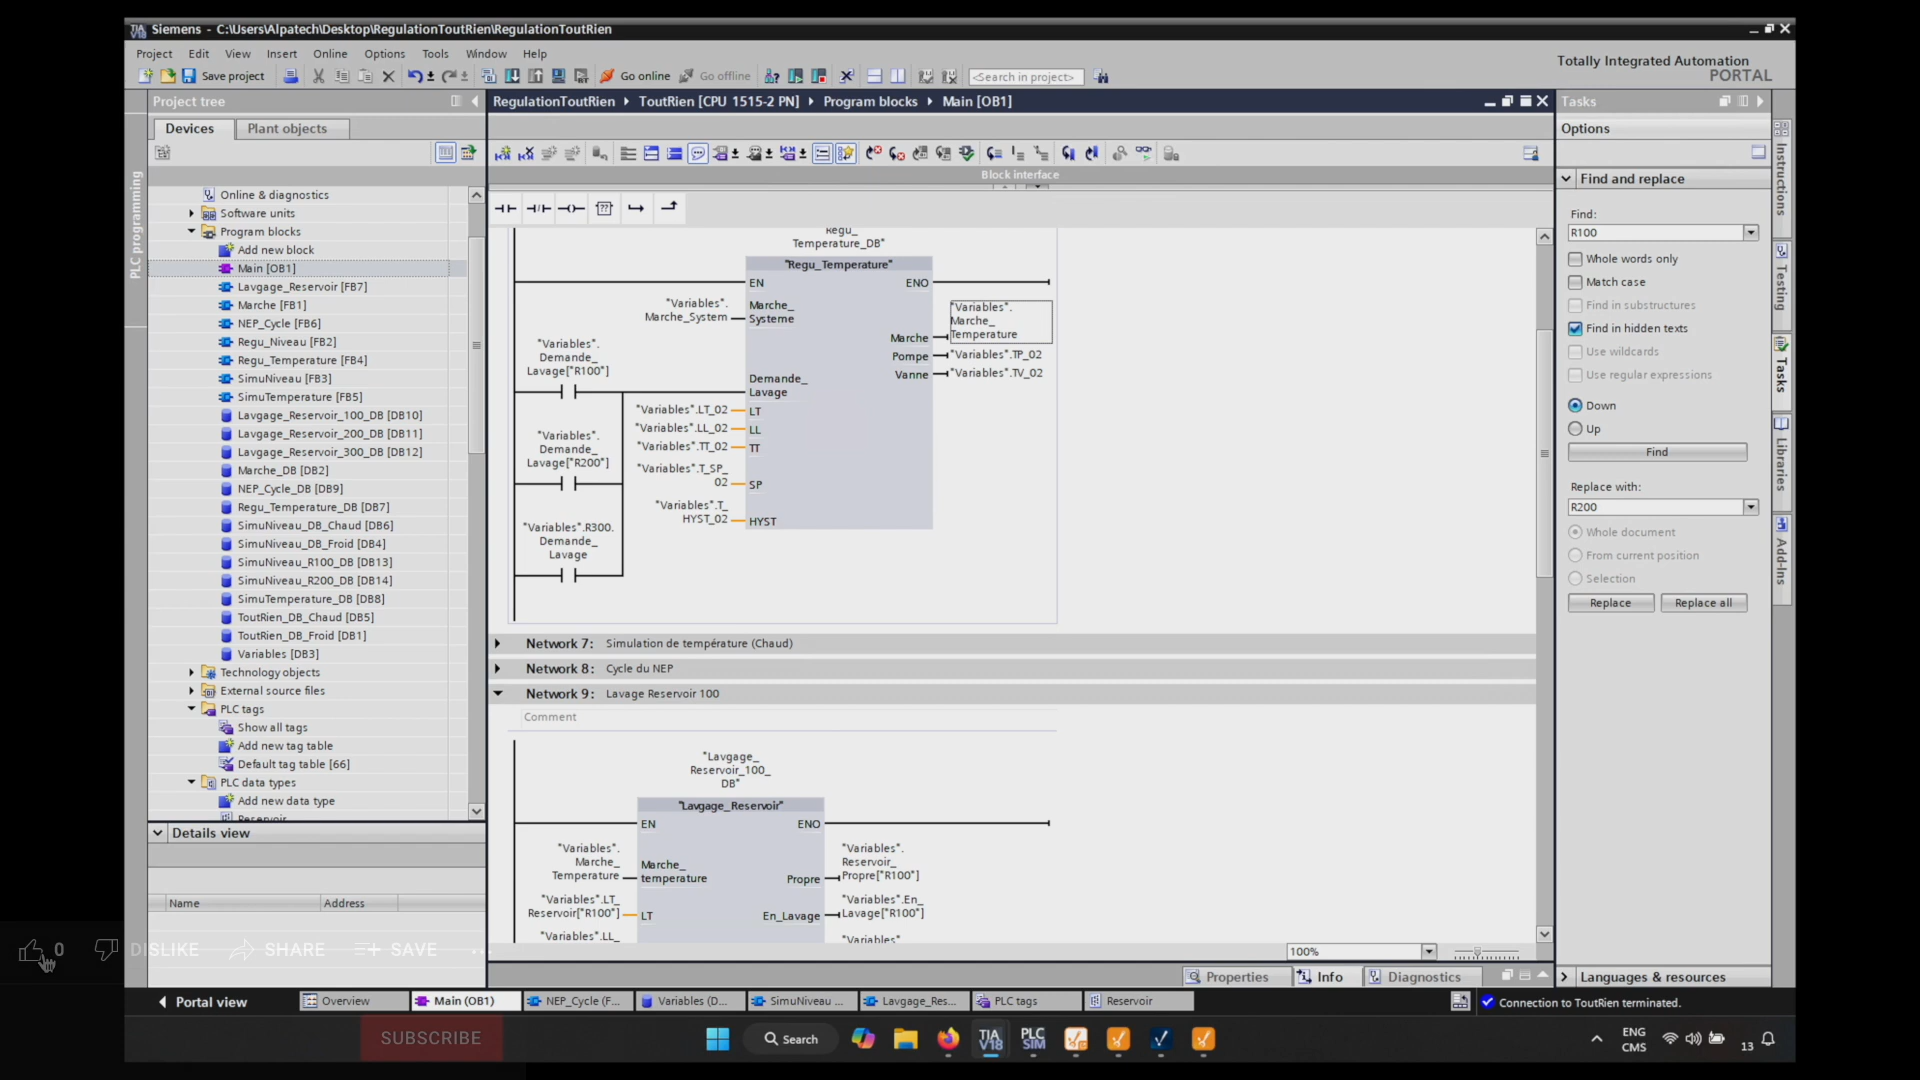 Siemens - C:\Users\Alpatech\Desktop\RegulationToutRien\RegulationToutRien
Project Edit View Insert Online Options Tools Window Help
Totally Integrated Automation
PORTAL
Save project
Go online
Go offline
<Search in project>
Project tree
RegulationToutRien ToutRien [CPU 1515-2 PN] Program blocks Main [OB1]
Tasks
Devices
Plant objects
Options
PLC programming
Online & diagnostics
Software units
Program blocks
Add new block
Main [OB1]
Lavgage_Reservoir [FB7]
Marche [FB1]
NEP_Cycle [FB6]
Regu_Niveau [FB2]
Regu_Temperature [FB4]
SimuNiveau [FB3]
SimuTemperature [FB5]
Lavgage_Reservoir_100_DB [DB10]
Lavgage_Reservoir_200_DB [DB11]
Lavgage_Reservoir_300_DB [DB12]
Marche_DB [DB2]
NEP_Cycle_DB [DB9]
Regu_Temperature_DB [DB7]
SimuNiveau_DB_Chaud [DB6]
SimuNiveau_DB_Froid [DB4]
SimuNiveau_R100_DB [DB13]
SimuNiveau_R200_DB [DB14]
SimuTemperature_DB [DB8]
ToutRien_DB_Chaud [DB5]
ToutRien_DB_Froid [DB1]
Variables [DB3]
Technology objects
External source files
PLC tags
Show all tags
Add new tag table
Default tag table [66]
PLC data types
Add new data type
Reservoir
Details view
Name
Address
Block interface
Regu_
Temperature_DB"
"Regu_Temperature"
EN
ENO
"Variables".
Marche_System
Marche_
Systeme
"Variables".
Marche_
Temperature
Marche
Pompe
"Variables".TP_02
Vanne
"Variables".TV_02
"Variables".
Demande_
Lavage["R100"]
Demande_
Lavage
"Variables".LT_02
LT
"Variables".LL_02
LL
"Variables".TT_02
TT
"Variables".T_SP_
02
SP
"Variables".T_
HYST_02
HYST
"Variables".
Demande_
Lavage["R200"]
"Variables".R300.
Demande_
Lavage
Network 7: Simulation de température (Chaud)
Network 8: Cycle du NEP
Network 9: Lavage Reservoir 100
Comment
"Lavgage_
Reservoir_100_
DB"
"Lavgage_Reservoir"
EN
ENO
"Variables".
Marche_
Temperature
Marche_
temperature
"Variables".
Reservoir_
Propre["R100"]
Propre
"Variables".LT_
Reservoir["R100"]
LT
En_Lavage
"Variables".En_
Lavage["R100"]
"Variables".LL_
"Variables".
100%
Find and replace
Find:
R100
Whole words only
Match case
Find in substructures
Find in hidden texts
Use wildcards
Use regular expressions
Down
Up
Find
Replace with:
R200
Whole document
From current position
Selection
Replace
Replace all
Languages & resources
Instructions
Testing
Tasks
Libraries
Add-Ins
Properties
Info
Diagnostics
0
DISLIKE
SHARE
SAVE
Portal view
Overview
Main (OB1)
NEP_Cycle (F...
Variables (D...
SimuNiveau ...
Lavgage_Res...
PLC tags
Reservoir
Connection to ToutRien terminated.
SUBSCRIBE
Search
TIA
V18
PLC
SIM
ENG
CMS
13